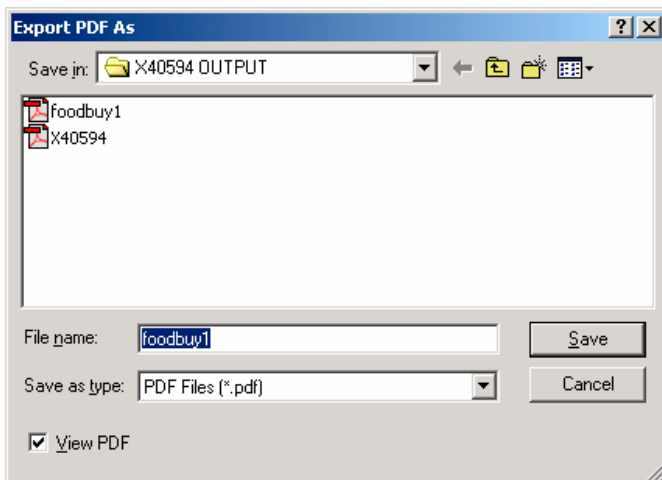 Export PDF As
Save in: X40594 OUTPUT
foodbuy1
X40594
File name: foodbuy1 Save
Save as type: PDF Files (*.pdf) Cancel
View PDF